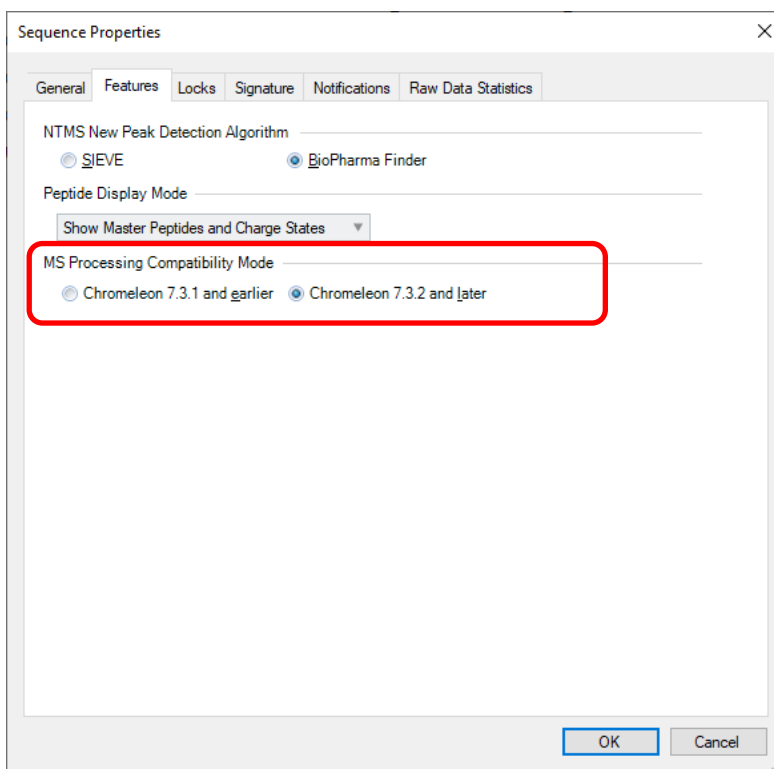 Sequence Properties
General Features Locks Signature Notifications Raw Data Statistics
NTMS New Peak Detection Algorithm
SIEVE BioPharma Finder
Peptide Display Mode
Show Master Peptides and Charge States
MS Processing Compatibility Mode
Chromeleon 7.3.1 and earlier Chromeleon 7.3.2 and later
OK Cancel